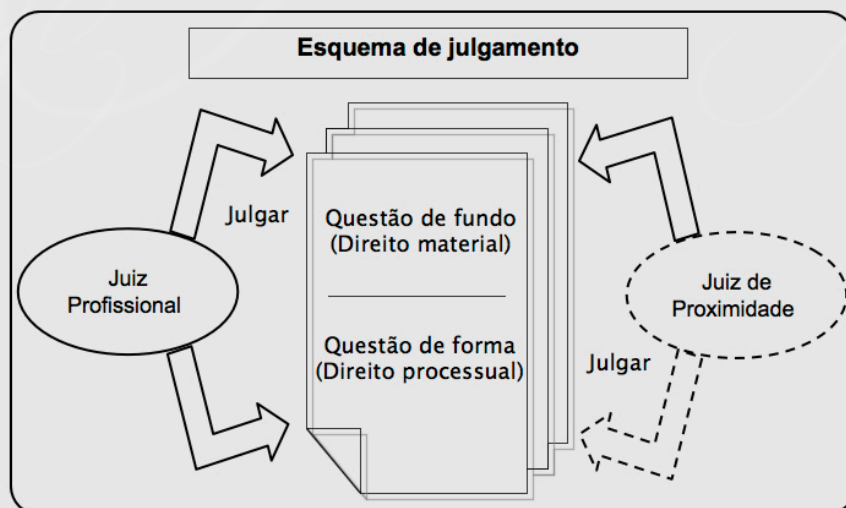 Esquema de julgamento
Julgar
Juiz
Profissional
Questão de fundo
(Direito material)
Questão de forma
(Direito processual)
Juiz de
Proximidade
Julgar